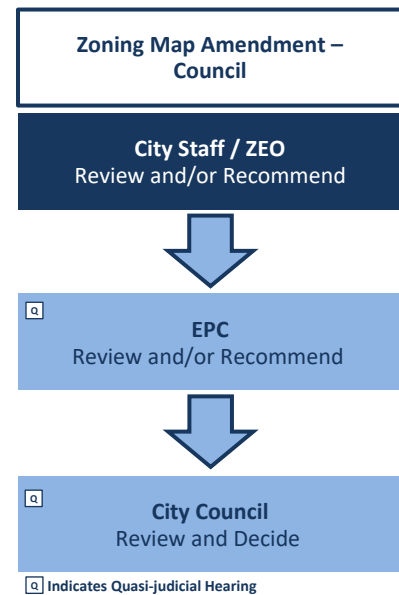 Zoning Map Amendment –
Council
City Staff / ZEO
Review and/or Recommend
Q
EPC
Review and/or Recommend
Q
City Council
Review and Decide
Q Indicates Quasi-judicial Hearing